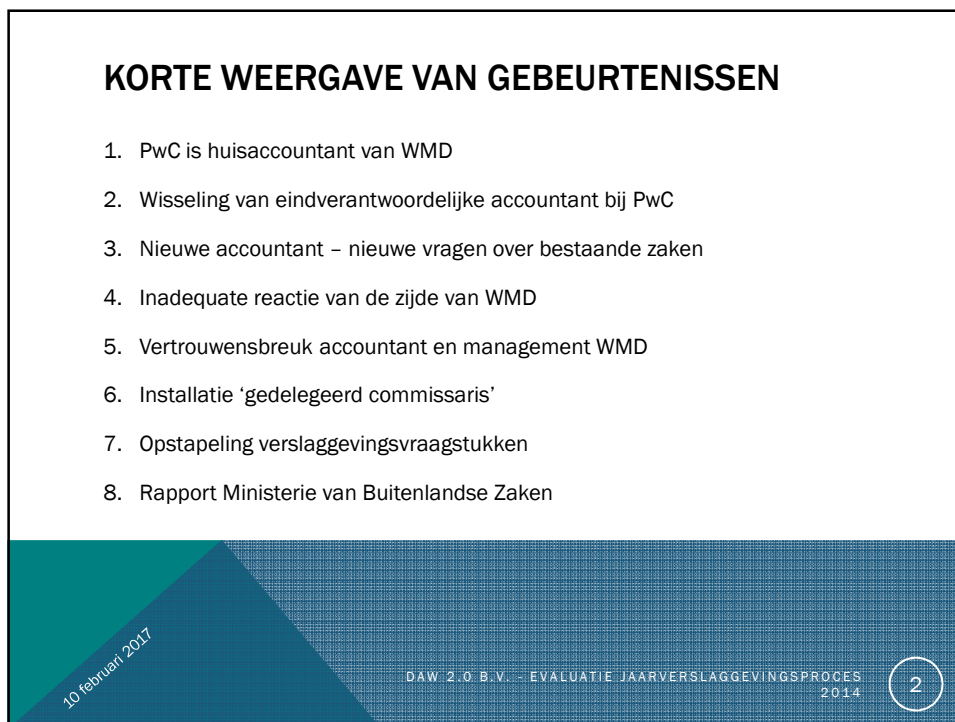 KORTE WEERGAVE VAN GEBEURTENISSEN
1. PwC is huisaccountant van WMD
2. Wisseling van eindverantwoordelijke accountant bij PwC
3. Nieuwe accountant – nieuwe vragen over bestaande zaken
4. Inadequate reactie van de zijde van WMD
5. Vertrouwensbreuk accountant en management WMD
6. Installatie ‘gedelegeerd commissaris’
7. Opstapeling verslaggevingsvraagstukken
8. Rapport Ministerie van Buitenlandse Zaken
10 februari 2017
DAW 2.0 B.V. - EVALUATIE JAARVERSLAGGEVINGSPROCES
2014
2